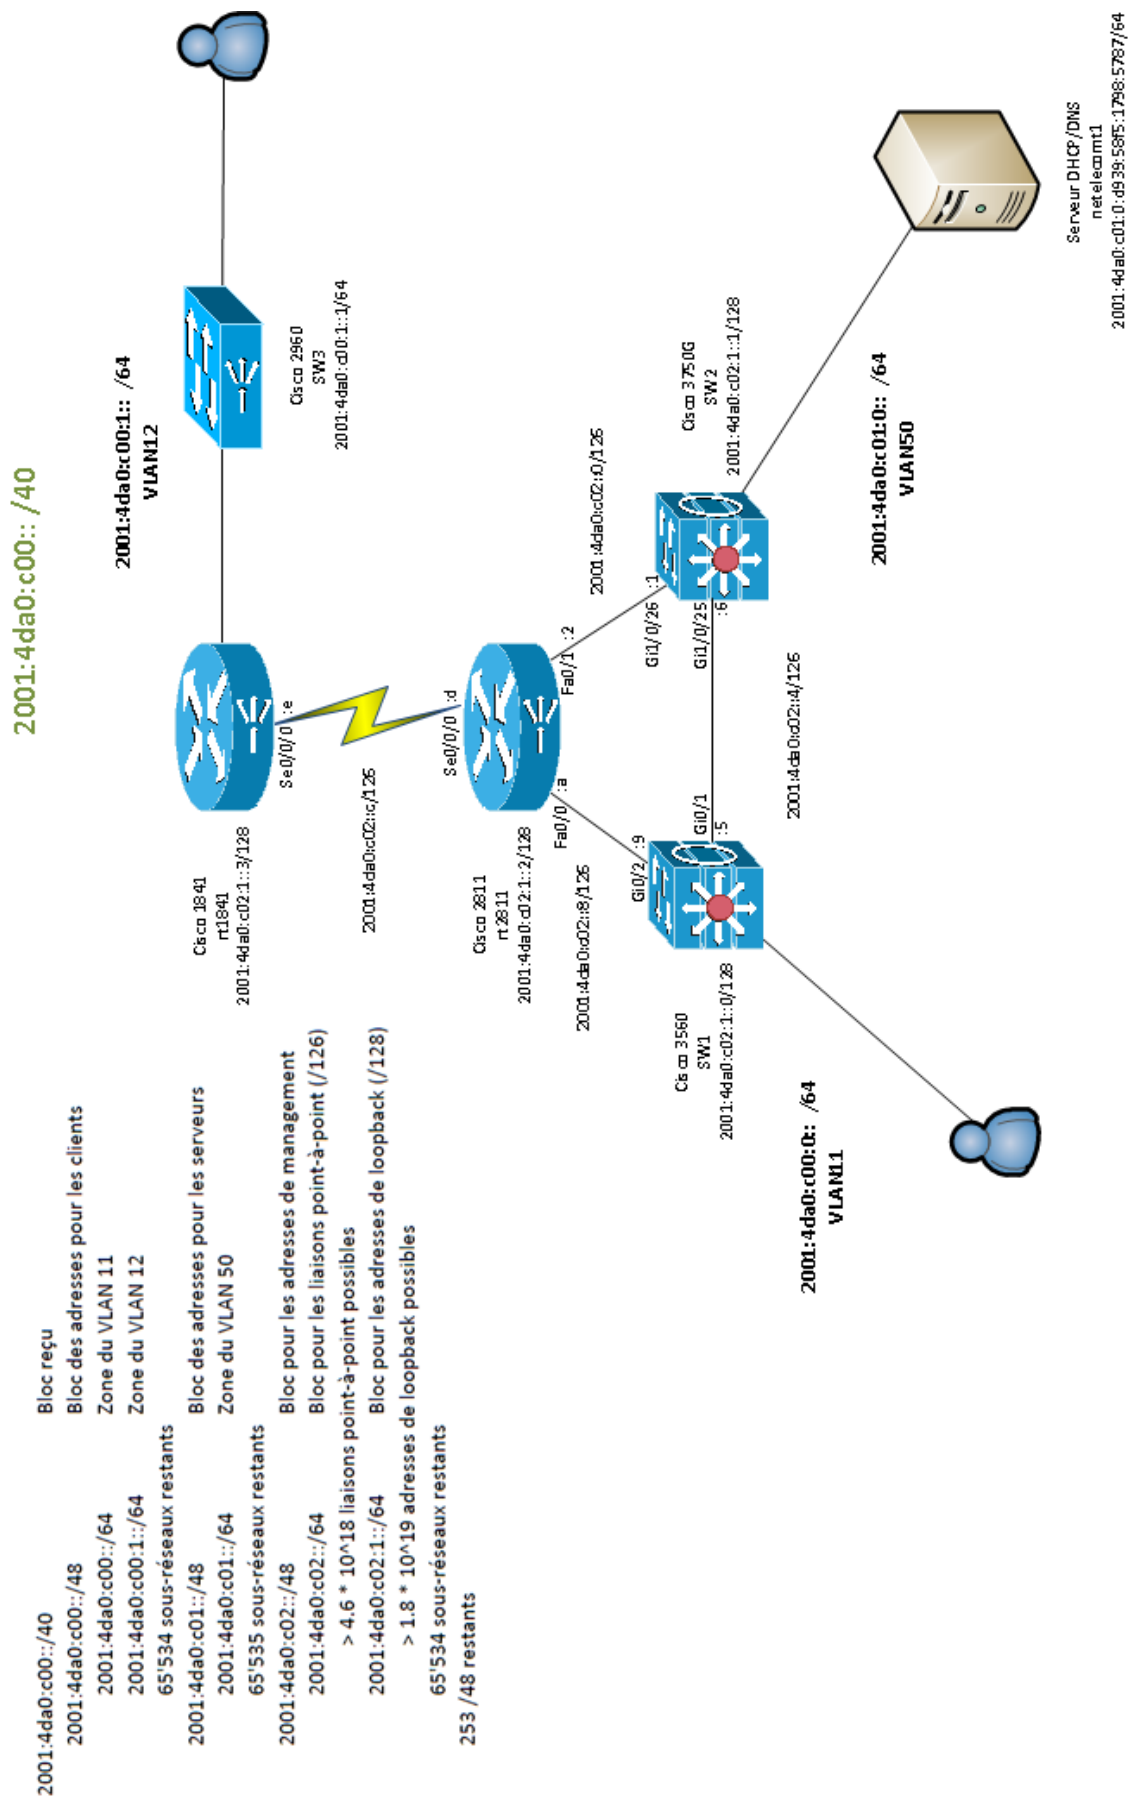 2001:4da0:c00:: /40
2001:4da0:c00::/40 Bloc reçu
2001:4da0:c00::/48 Bloc des adresses pour les clients
2001:4da0:c00::/64 Zone du VLAN 11
2001:4da0:c00:1::/64 Zone du VLAN 12
65'534 sous-réseaux restants
2001:4da0:c01::/48 Bloc des adresses pour les serveurs
2001:4da0:c01::/64 Zone du VLAN 50
65'535 sous-réseaux restants
2001:4da0:c02::/48 Bloc pour les adresses de management
2001:4da0:c02::/64 Bloc pour les liaisons point-à-point (/126)
> 4.6 * 10^18 liaisons point-à-point possibles
2001:4da0:c02:1::/64 Bloc pour les adresses de loopback (/128)
> 1.8 * 10^19 adresses de loopback possibles
65'534 sous-réseaux restants
253 /48 restants
2001:4da0:c00:1:: /64
VLAN12
Cisco 1841
rt1841
2001:4da0:c02:1::3/128
Se0/0/0 :e
Cisco 2960
SW3
2001:4da0:c00:1::1/64
2001:4da0:c02::c/126
Se0/0/0 :d
Cisco 2811
rt2811
2001:4da0:c02:1::2/128
Fa0/0 :a
Fa0/1 :2
2001:4da0:c02::8/126
2001:4da0:c02::0/126
Gi0/2 :9
Gi0/1
:5
Gi1/0/26 :1
Gi1/0/25
:6
Cisco 3560
SW1
2001:4da0:c02:1::0/128
Cisco 3750G
SW2
2001:4da0:c02:1::1/128
2001:4da0:c02::4/126
2001:4da0:c00:0:: /64
VLAN11
2001:4da0:c01:0:: /64
VLAN50
Serveur DHCP/DNS
netelecomt1
2001:4da0:c01:0:d939:58f5:1798:5787/64